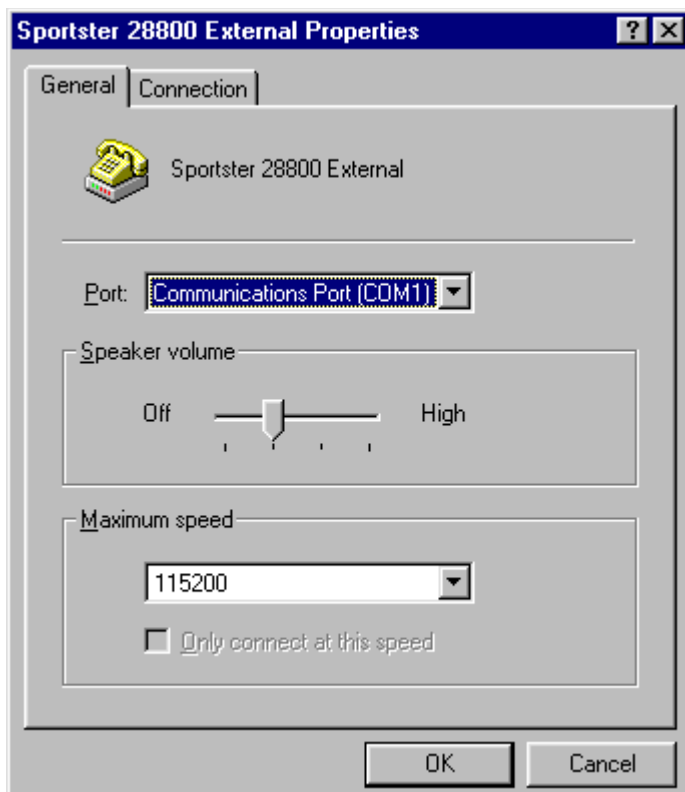 Sportster 28800 External Properties
General Connection
Sportster 28800 External
Port: Communications Port (COM1)
Speaker volume
Off High
Maximum speed
115200
Only connect at this speed
OK Cancel